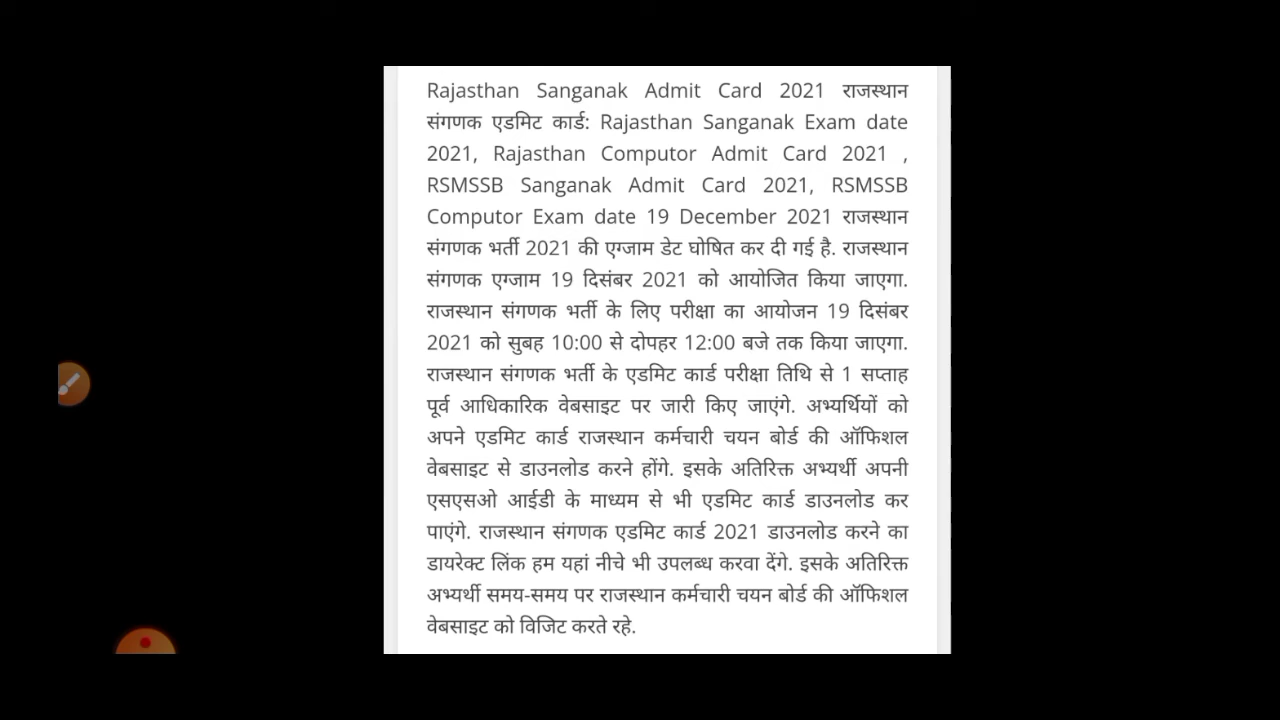 Rajasthan Sanganak Admit Card 2021 राजस्थान
संगणक एडमिट कार्ड: Rajasthan Sanganak Exam date
2021, Rajasthan Computor Admit Card 2021 ,
RSMSSB Sanganak Admit Card 2021, RSMSSB
Computor Exam date 19 December 2021 राजस्थान
संगणक भर्ती 2021 की एग्जाम डेट घोषित कर दी गई है. राजस्थान
संगणक एग्जाम 19 दिसंबर 2021 को आयोजित किया जाएगा.
राजस्थान संगणक भर्ती के लिए परीक्षा का आयोजन 19 दिसंबर
2021 को सुबह 10:00 से दोपहर 12:00 बजे तक किया जाएगा.
राजस्थान संगणक भर्ती के एडमिट कार्ड परीक्षा तिथि से 1 सप्ताह
पूर्व आधिकारिक वेबसाइट पर जारी किए जाएंगे. अभ्यर्थियों को
अपने एडमिट कार्ड राजस्थान कर्मचारी चयन बोर्ड की ऑफिशल
वेबसाइट से डाउनलोड करने होंगे. इसके अतिरिक्त अभ्यर्थी अपनी
एसएसओ आईडी के माध्यम से भी एडमिट कार्ड डाउनलोड कर
पाएंगे. राजस्थान संगणक एडमिट कार्ड 2021 डाउनलोड करने का
डायरेक्ट लिंक हम यहां नीचे भी उपलब्ध करवा देंगे. इसके अतिरिक्त
अभ्यर्थी समय-समय पर राजस्थान कर्मचारी चयन बोर्ड की ऑफिशल
वेबसाइट को विजिट करते रहे.